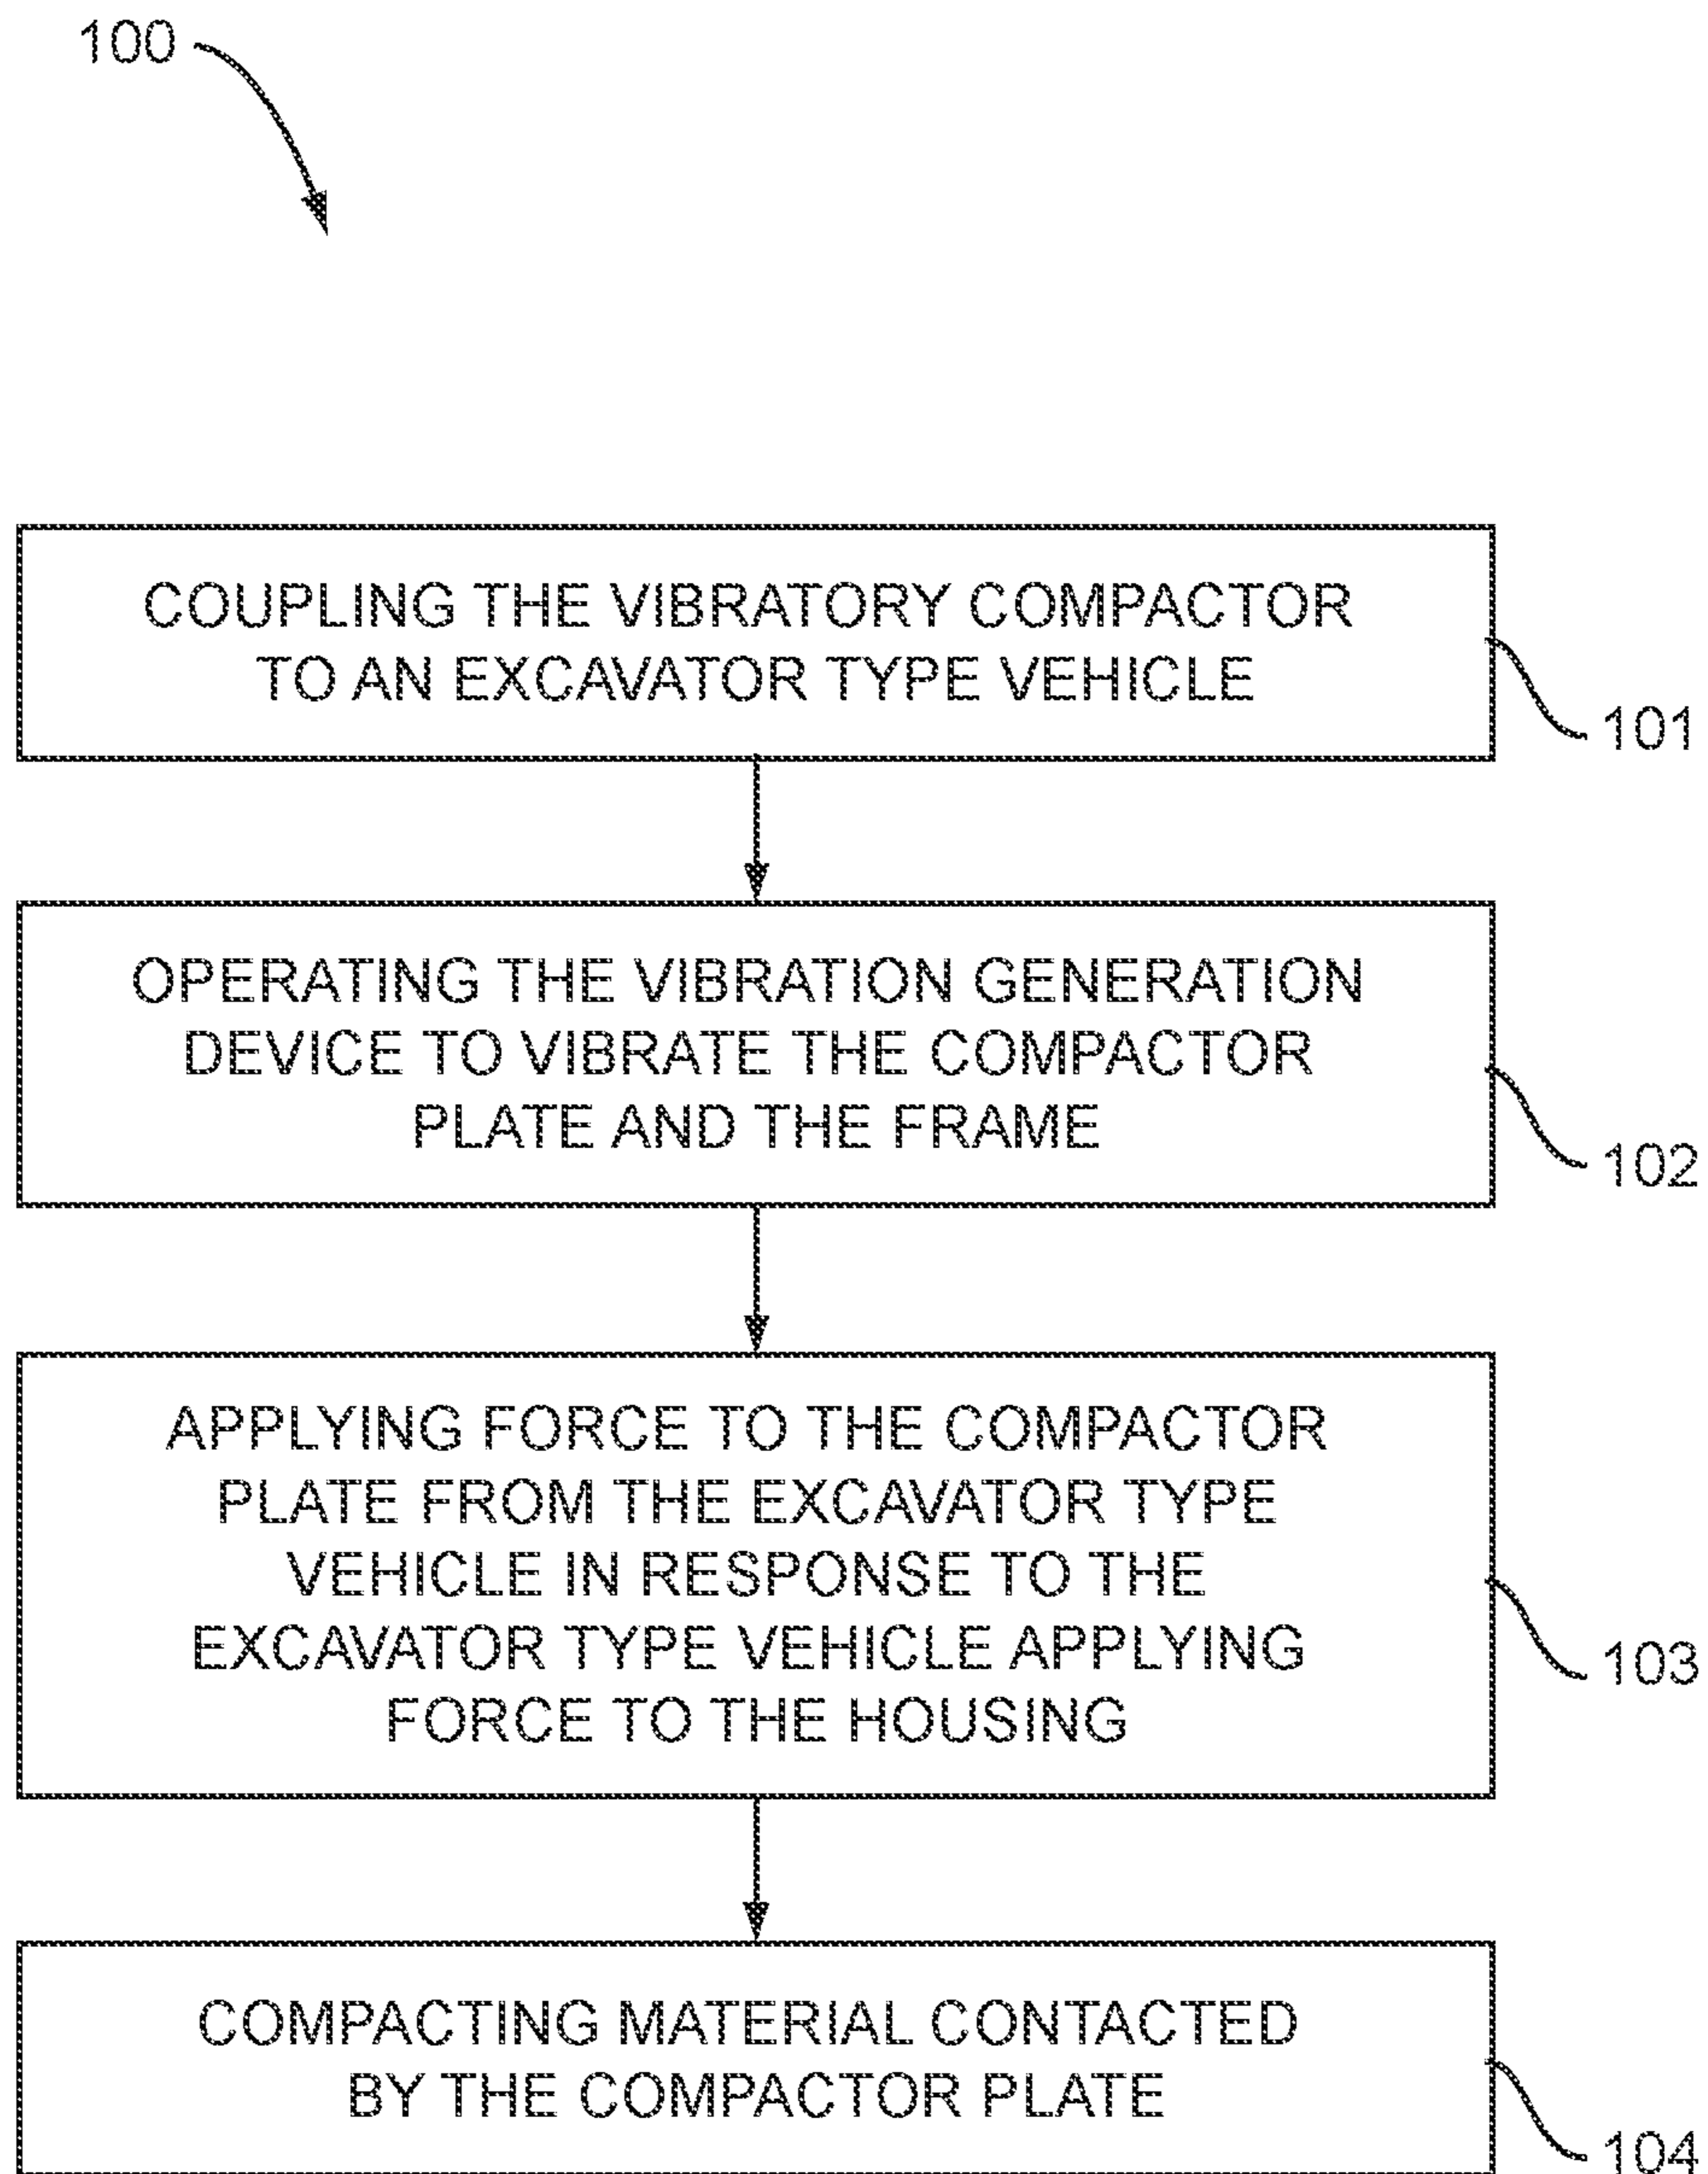 100
COUPLING THE VIBRATORY COMPACTOR
TO AN EXCAVATOR TYPE VEHICLE
101
OPERATING THE VIBRATION GENERATION
DEVICE TO VIBRATE THE COMPACTOR
PLATE AND THE FRAME
102
APPLYING FORCE TO THE COMPACTOR
PLATE FROM THE EXCAVATOR TYPE
VEHICLE IN RESPONSE TO THE
EXCAVATOR TYPE VEHICLE APPLYING
FORCE TO THE HOUSING
103
COMPACTING MATERIAL CONTACTED
BY THE COMPACTOR PLATE
104